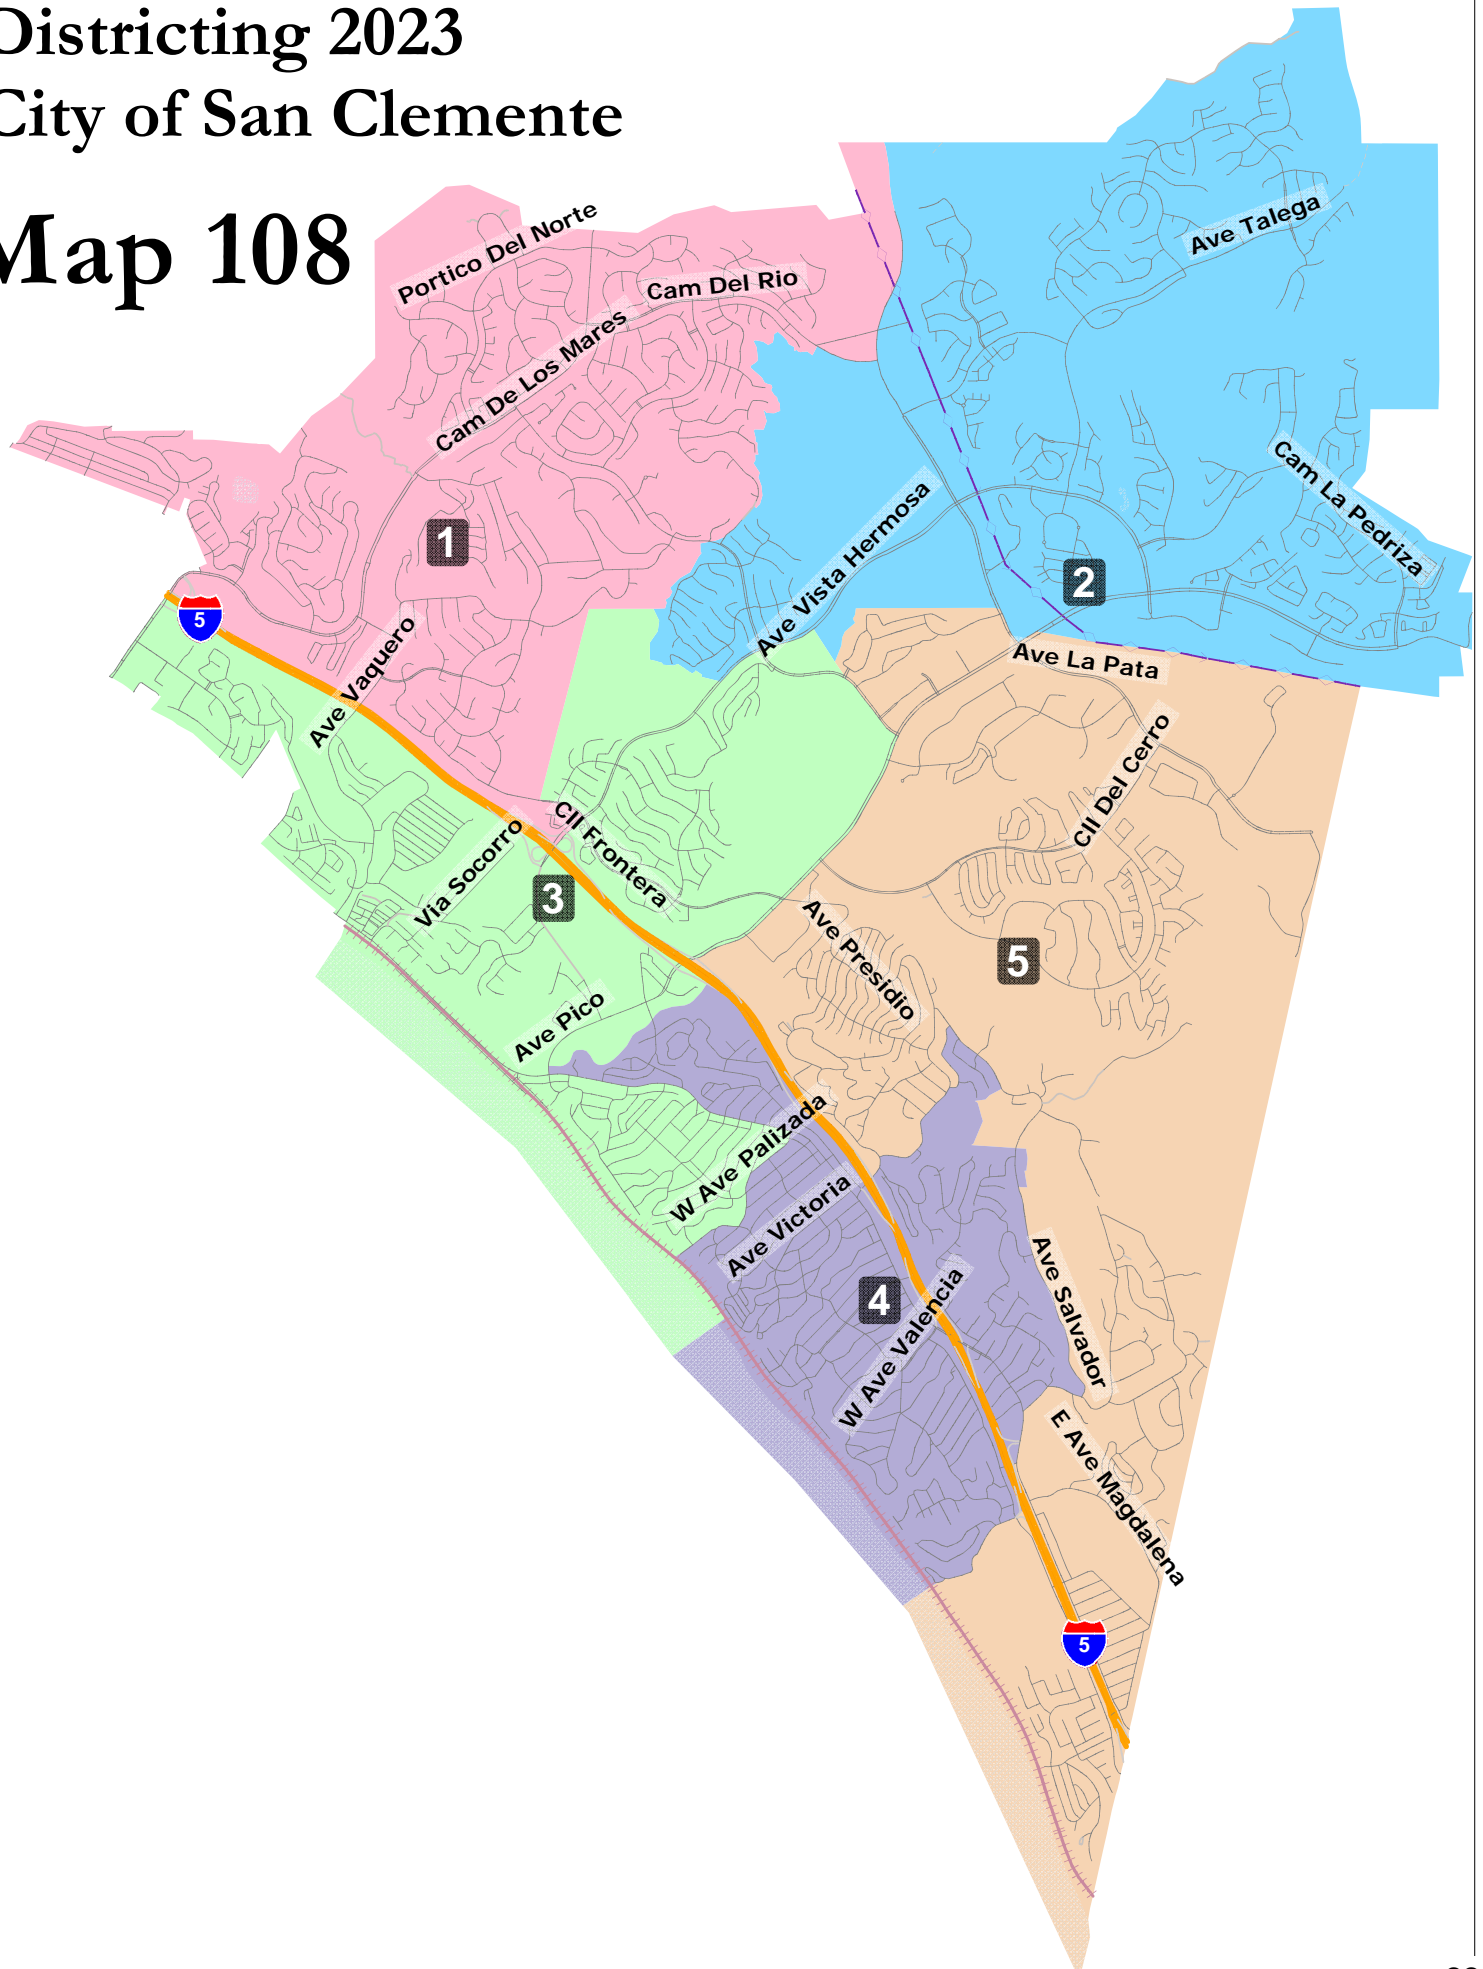 Districting 2023
City of San Clemente
Map 108
Portico Del Norte
Cam Del Rio
Ave Talega
Cam De Los Mares
Cam La Pedriza
Ave Vista Hermosa
1
2
5
Ave Vaquero
Ave La Pata
Cll Del Cerro
Cll Frontera
Via Socorro
3
Ave Presidio
5
Ave Pico
W Ave Palizada
Ave Victoria
Ave Salvador
4
W Ave Valencia
E Ave Magdalena
5